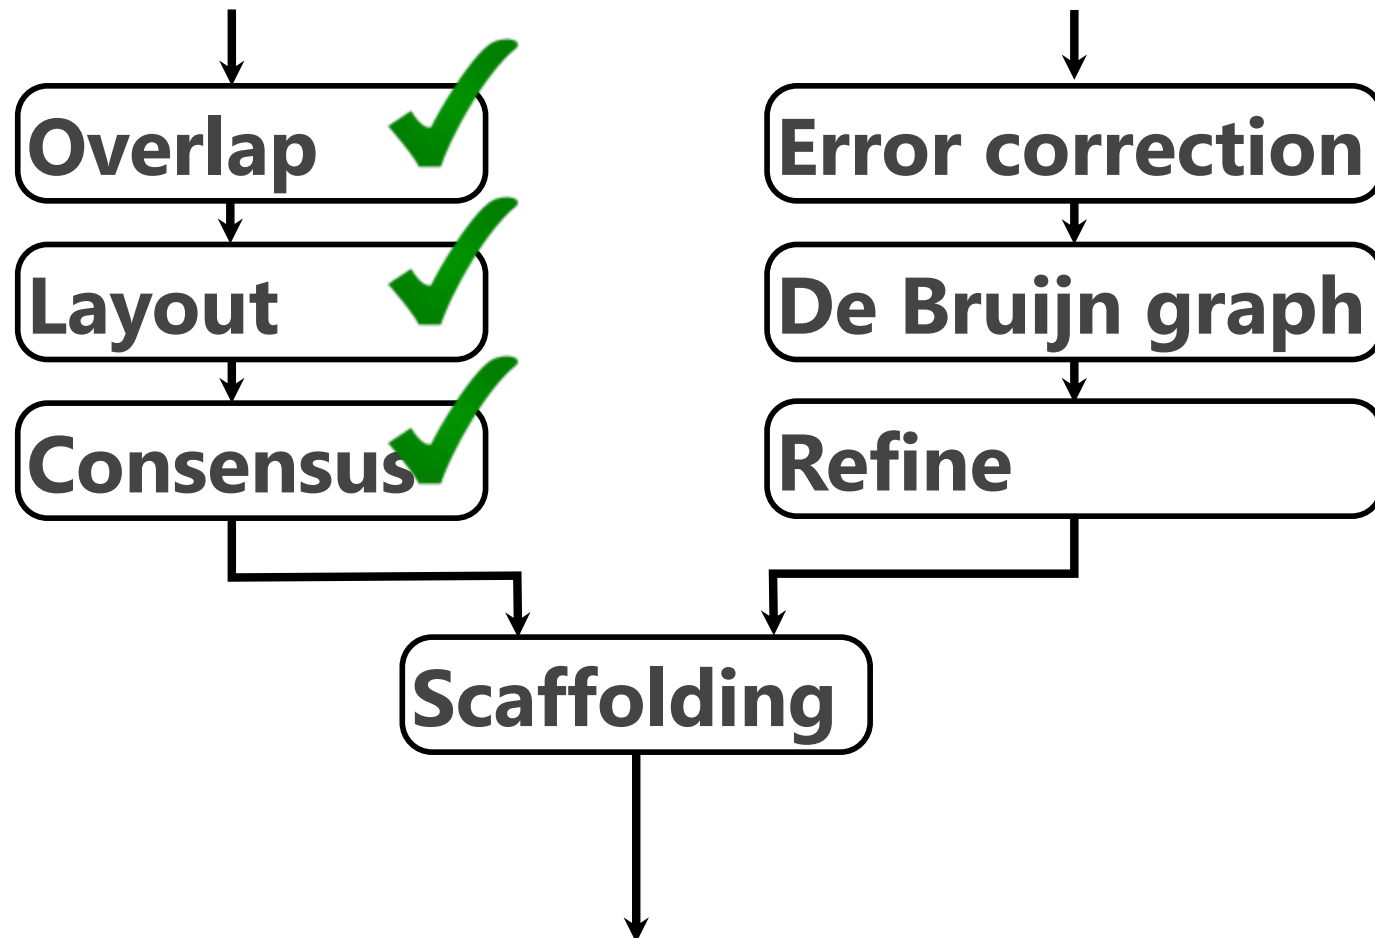 Overlap
Layout
Consensus
Error correction
De Bruijn graph
Refine
Scaffolding